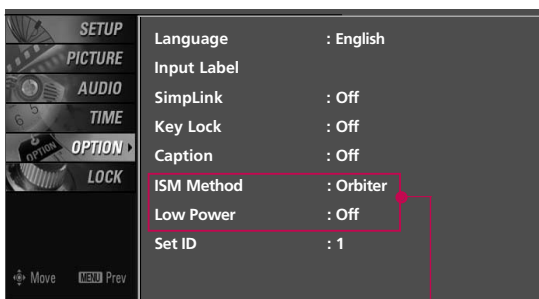 SETUP
PICTURE
AUDIO
TIME
OPTION
LOCK
Move MENU Prev
Language : English
Input Label
SimpLink : Off
Key Lock : Off
Caption : Off
ISM Method : Orbiter
Low Power : Off
Set ID : 1